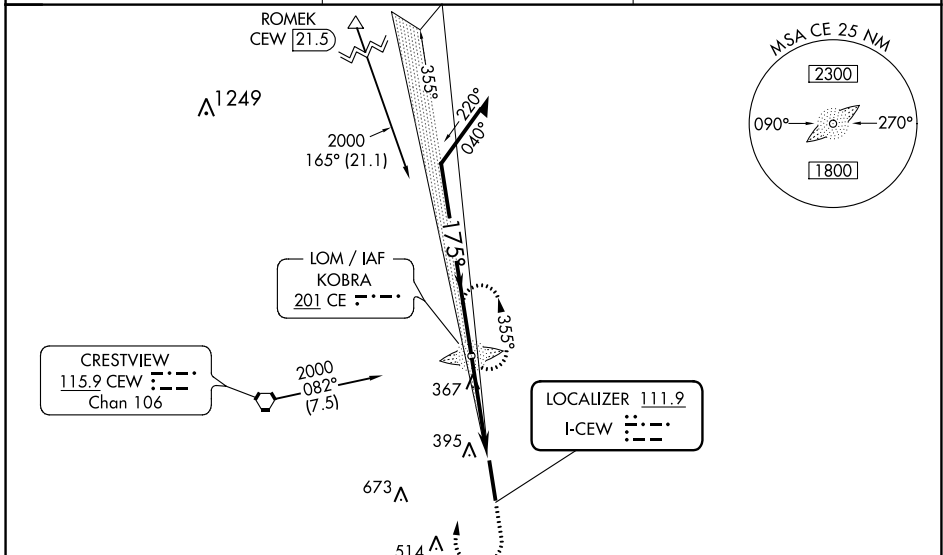 ROMEK
CEW 21.5
1249
2000
165° (21.1)
355°
220°
040°
175°
MSA CE 25 NM
2300
090°
270°
1800
LOM / IAF
KOBRA
201 CE
355°
CRESTVIEW
115.9 CEW
Chan 106
2000
082°
(7.5)
367
LOCALIZER 111.9
I-CEW
395
673
514